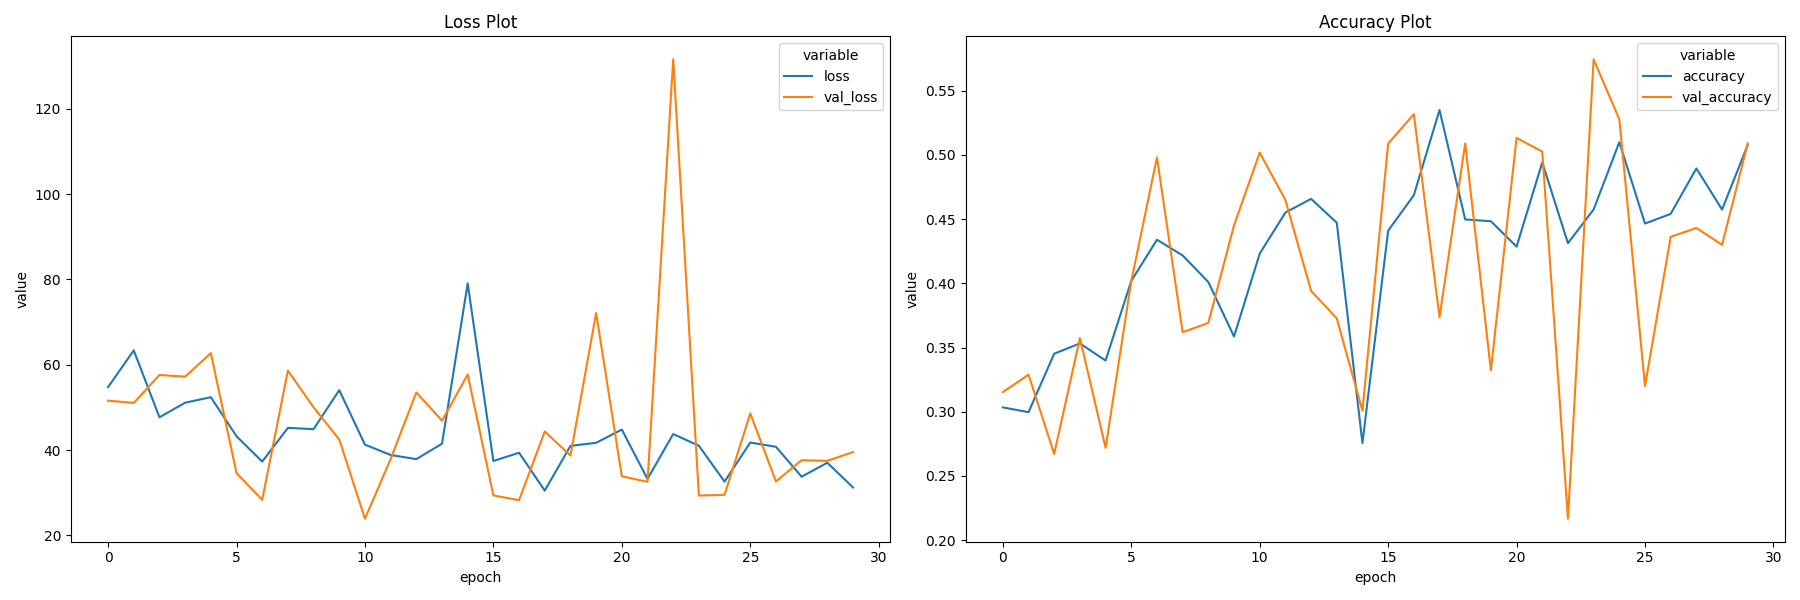 Loss Plot
variable
loss
val_loss
value
120
100
80
60
40
20
0 5 10 15 20 25 30
epoch
Accuracy Plot
variable
accuracy
val_accuracy
value
0.55
0.50
0.45
0.40
0.35
0.30
0.25
0.20
0 5 10 15 20 25 30
epoch